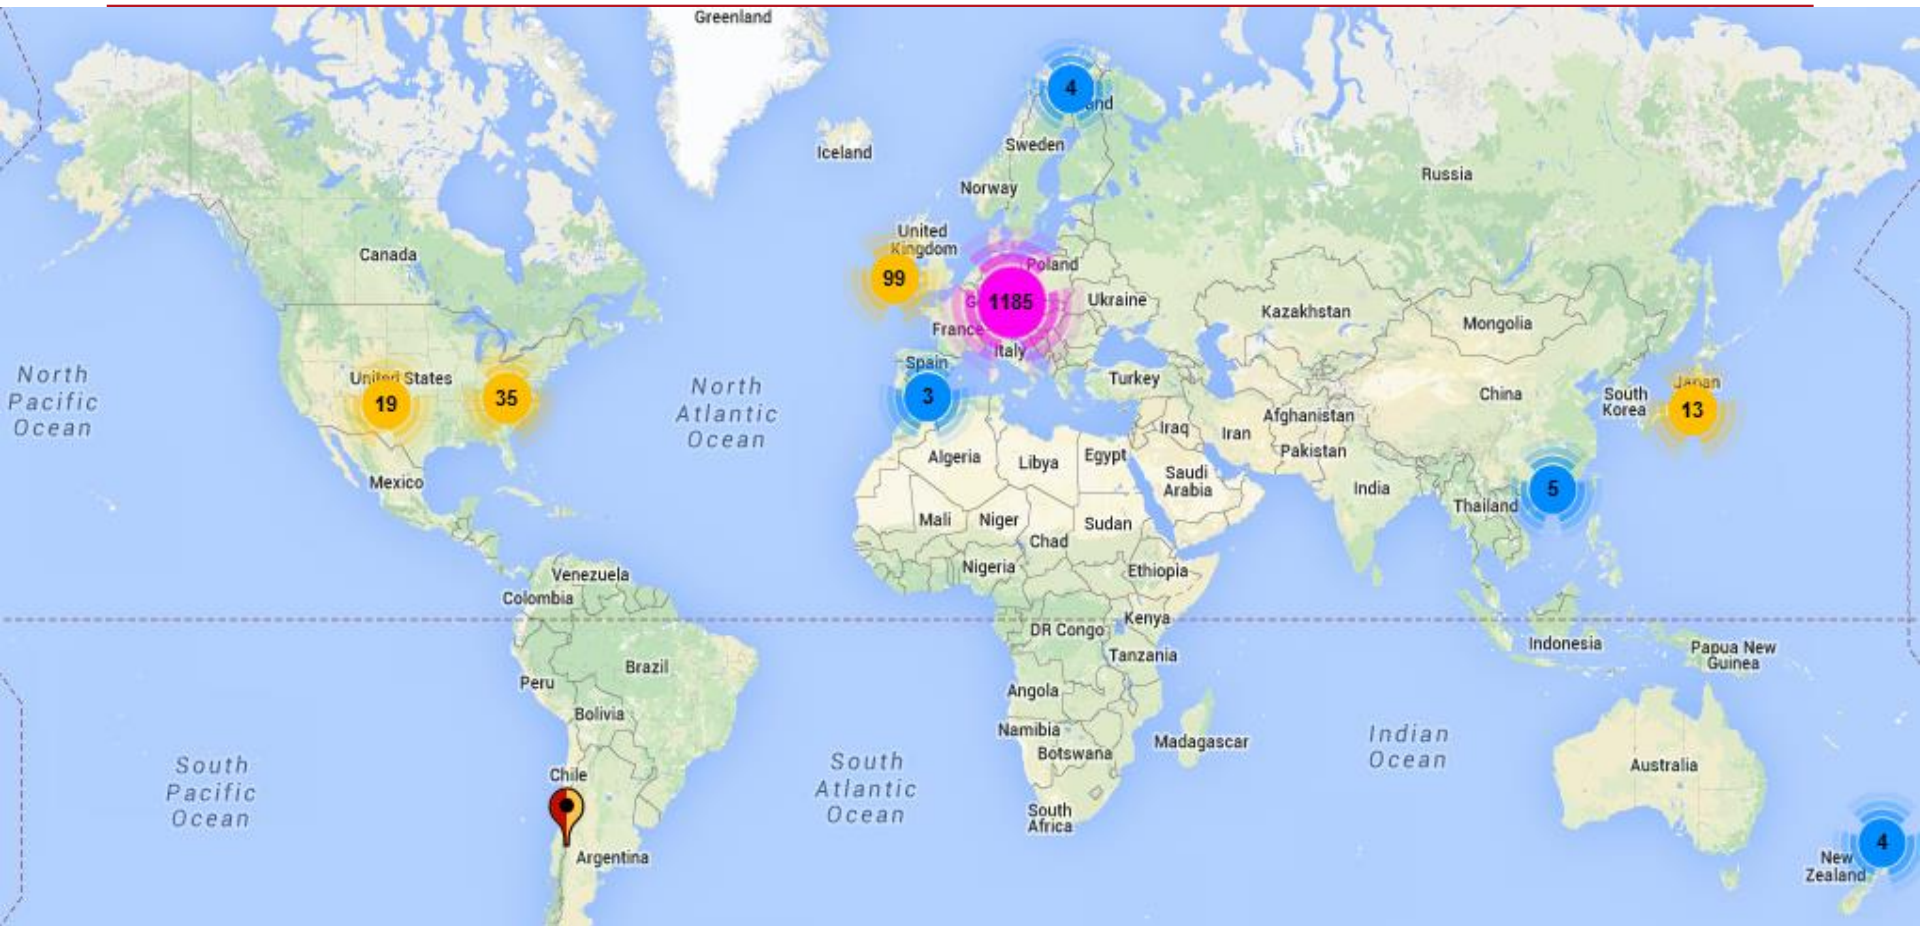 Greenland
4
Iceland
Sweden
Norway
Russia
United
Kingdom
99
Canada
Poland
1185
Ukraine
France
Italy
Kazakhstan
Mongolia
North
Pacific
Ocean
United States
19
35
North
Atlantic
Ocean
Spain
3
Turkey
China
South
Korea
Japan
13
Afghanistan
Iraq
Iran
Pakistan
Algeria
Libya
Egypt
Saudi
Arabia
India
5
Thailand
Mexico
Mali
Niger
Sudan
Chad
Nigeria
Ethiopia
Venezuela
Colombia
Kenya
DR Congo
Tanzania
Indonesia
Papua New
Guinea
Brazil
Peru
Angola
Bolivia
Namibia
Botswana
Madagascar
Indian
Ocean
Australia
South
Pacific
Ocean
Chile
South
Atlantic
Ocean
South
Africa
Argentina
4
New
Zealand